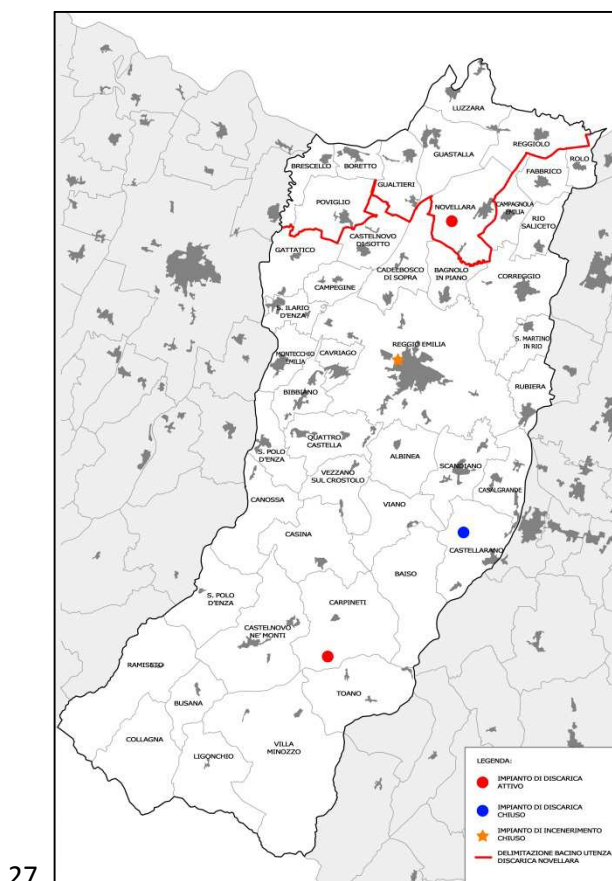 LUZZARA
REGGIOLO
GUASTALLA
BRESCELLO
BORETTO
ROLO
FABBRICO
GUALTIERI
POVIGLIO
NOVELLARA
CAMPAGNOLA
EMILIA
RIO
SALICETO
CASTELNOVO
DI SOTTO
GATTATICO
CADELBOSCO
DI SOPRA
BAGNOLO
IN PIANO
CORREGGIO
CAMPEGINE
S. ILARIO
D'ENZA
REGGIO EMILIA
S. MARTINO
IN RIO
MONTECCHIO
EMILIA
CAVRIAGO
RUBIERA
BIBBIANO
QUATTRO
CASTELLA
S. POLO
D'ENZA
ALBINEA
SCANDIANO
VEZZANO
SUL CROSTOLO
CASALGRANDE
CANOSSA
VIANO
CASINA
CASTELLARANO
BAISO
S. POLO
D'ENZA
CARPINETI
CASTELNOVO
NE' MONTI
RAMISETO
TOANO
BUSANA
COLLAGNA
VILLA
MINOZZO
LIGONCHIO
LEGENDA:
IMPIANTO DI DISCARICA
ATTIVO
IMPIANTO DI DISCARICA
CHIUSO
IMPIANTO DI INCENERIMENTO
CHIUSO
DELIMITAZIONE BACINO UTENZA
DISCARICA NOVELLARA
27